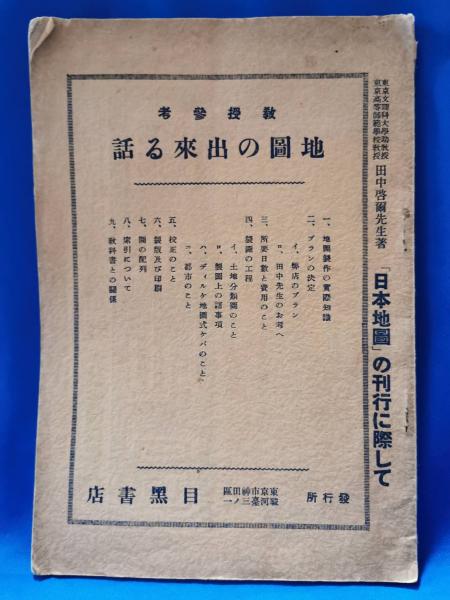 東京文理科大學助教授
東京高等師範學校教授
田中啓爾先生著
「日本地圖」の刊行に際して
教授參考
地圖の出來る話
一、地圖製作の實際知識
二、プランの決定
イ、弊店のプラン
ロ、田中先生のお考へ
三、所要日數と費用のこと
四、製圖の工程
イ、土地分類圖のこと
ロ、製圖上の諸事項
ハ、ディルケ地圖式ケバのこと
ニ、都市のこと
五、校正のこと
六、製版及び印刷
七、圖の配列
八、索引について
九、教科書との關係
發行所
東京市神田區
駿河臺三ノ一
目黑書店